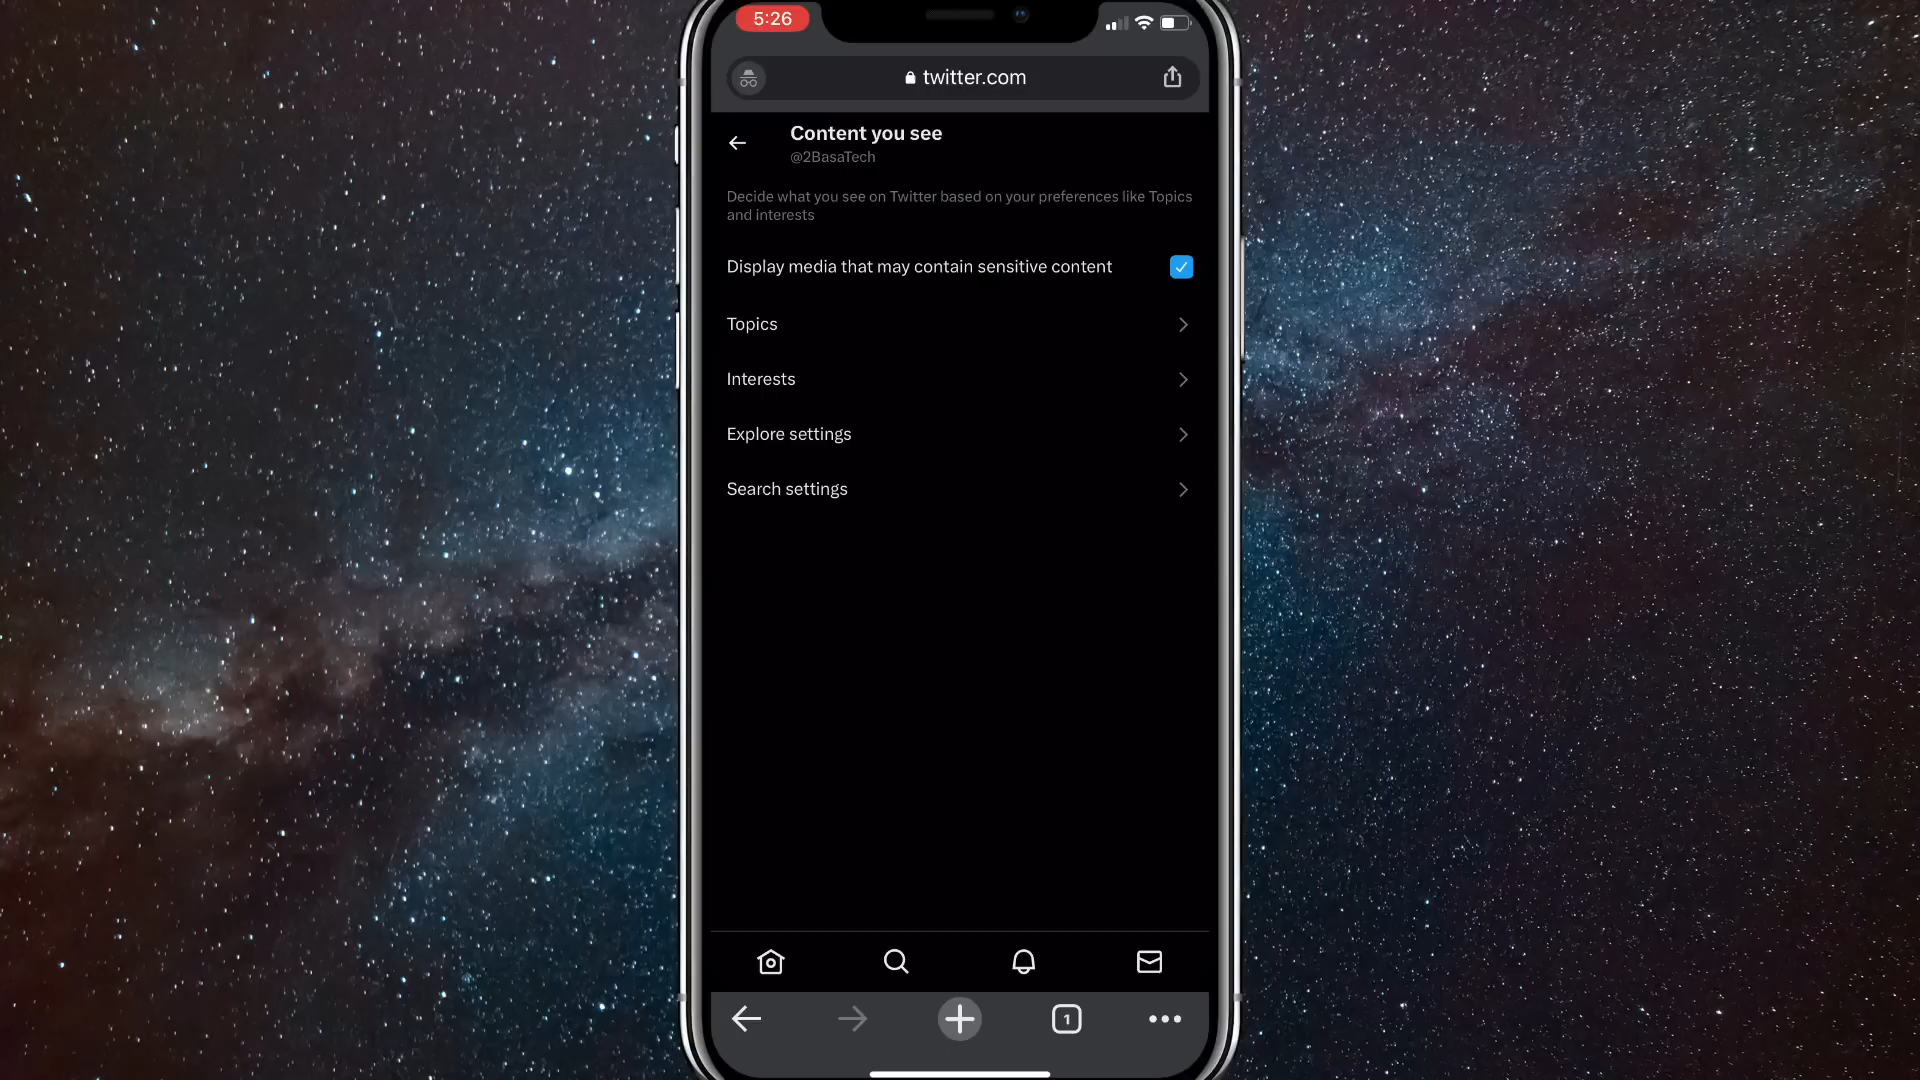 5:26
twitter.com
Content you see
@2BasaTech
Decide what you see on Twitter based on your preferences like Topics
and interests
Display media that may contain sensitive content
Topics
Interests
Explore settings
Search settings
1